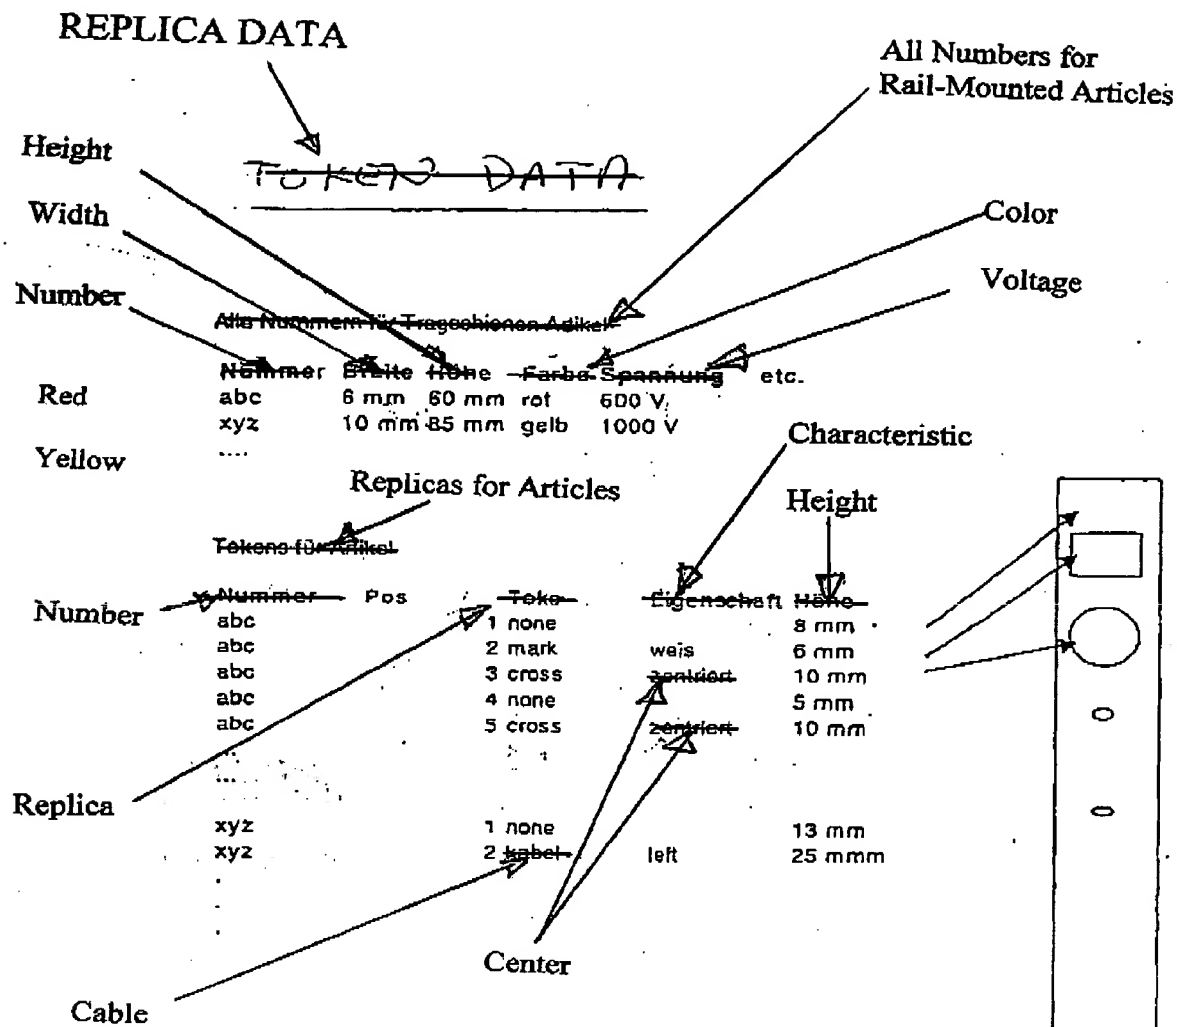 REPLICA DATA
All Numbers for
Rail-Mounted Articles
Height
TOKEN DATA
Width
Color
Number
Voltage
Alle Nummern für Tragschienen Artikel
Nummer Breite Höhe Farbe Spannung etc.
Red
abc 6 mm 60 mm rot 600 V
xyz 10 mm 85 mm gelb 1000 V
Yellow
....
Characteristic
Replicas for Articles
Height
Tokens für Artikel
Number
Nummer Pos Toke Eigenschaft Höhe
abc 1 none 8 mm
abc 2 mark weis 6 mm
abc 3 cross zentriert 10 mm
abc 4 none 5 mm
abc 5 cross zentriert 10 mm
...
...
Replica
xyz 1 none 13 mm
xyz 2 kabel left 25 mmm
Center
Cable